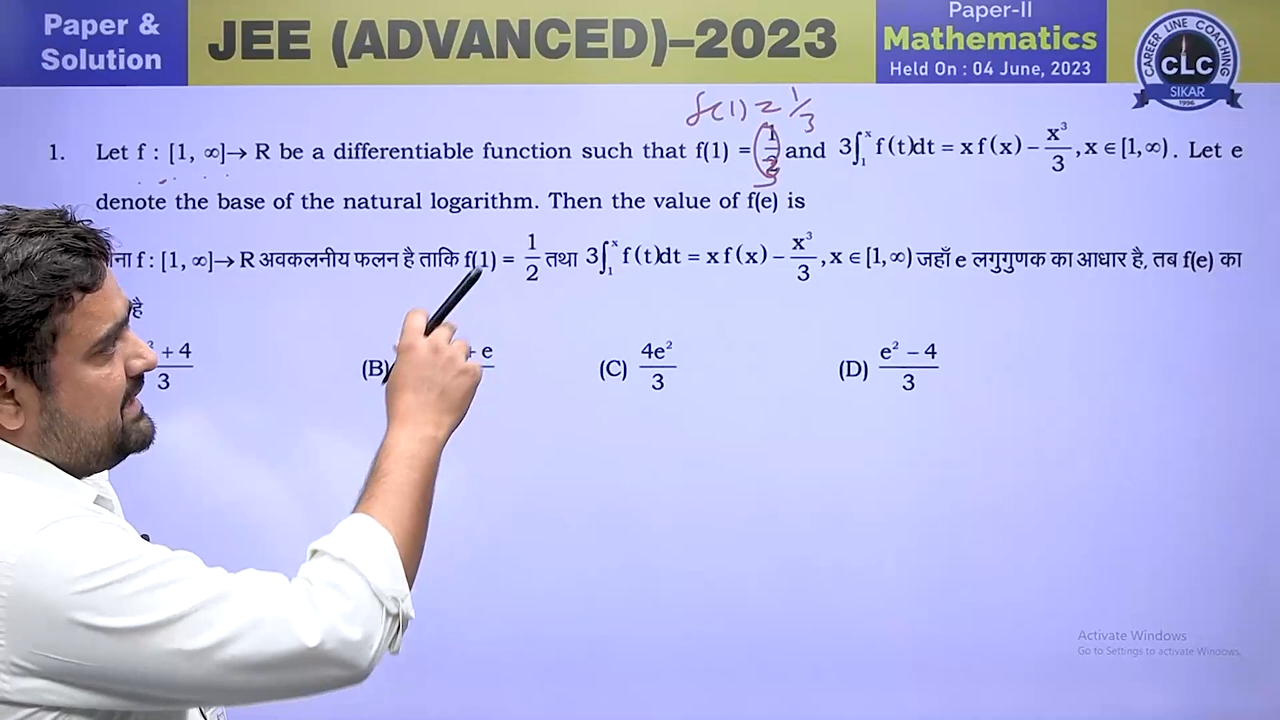 Paper &
Solution
JEE (ADVANCED)–2023
Paper-II
Mathematics
Held On : 04 June, 2023
CAREER LINE COACHING
CLC
SIKAR
1996
f(1) = 1/3
1. Let f : [1, ∞]→ R be a differentiable function such that f(1) = 1/2 and 3∫₁ˣ f(t)dt = x f(x) − x³/3, x ∈ [1, ∞). Let e
3
denote the base of the natural logarithm. Then the value of f(e) is
f : [1, ∞]→ R अवकलनीय फलन है ताकि f(1) = 1/2 तथा 3∫₁ˣ f(t)dt = x f(x) − x³/3, x ∈ [1, ∞) जहाँ e लगुगुणक का आधार है, तब f(e) का
है
+ 4/3 (B) e (C) 4e²/3 (D) e² − 4/3
Activate Windows
Go to Settings to activate Windows.